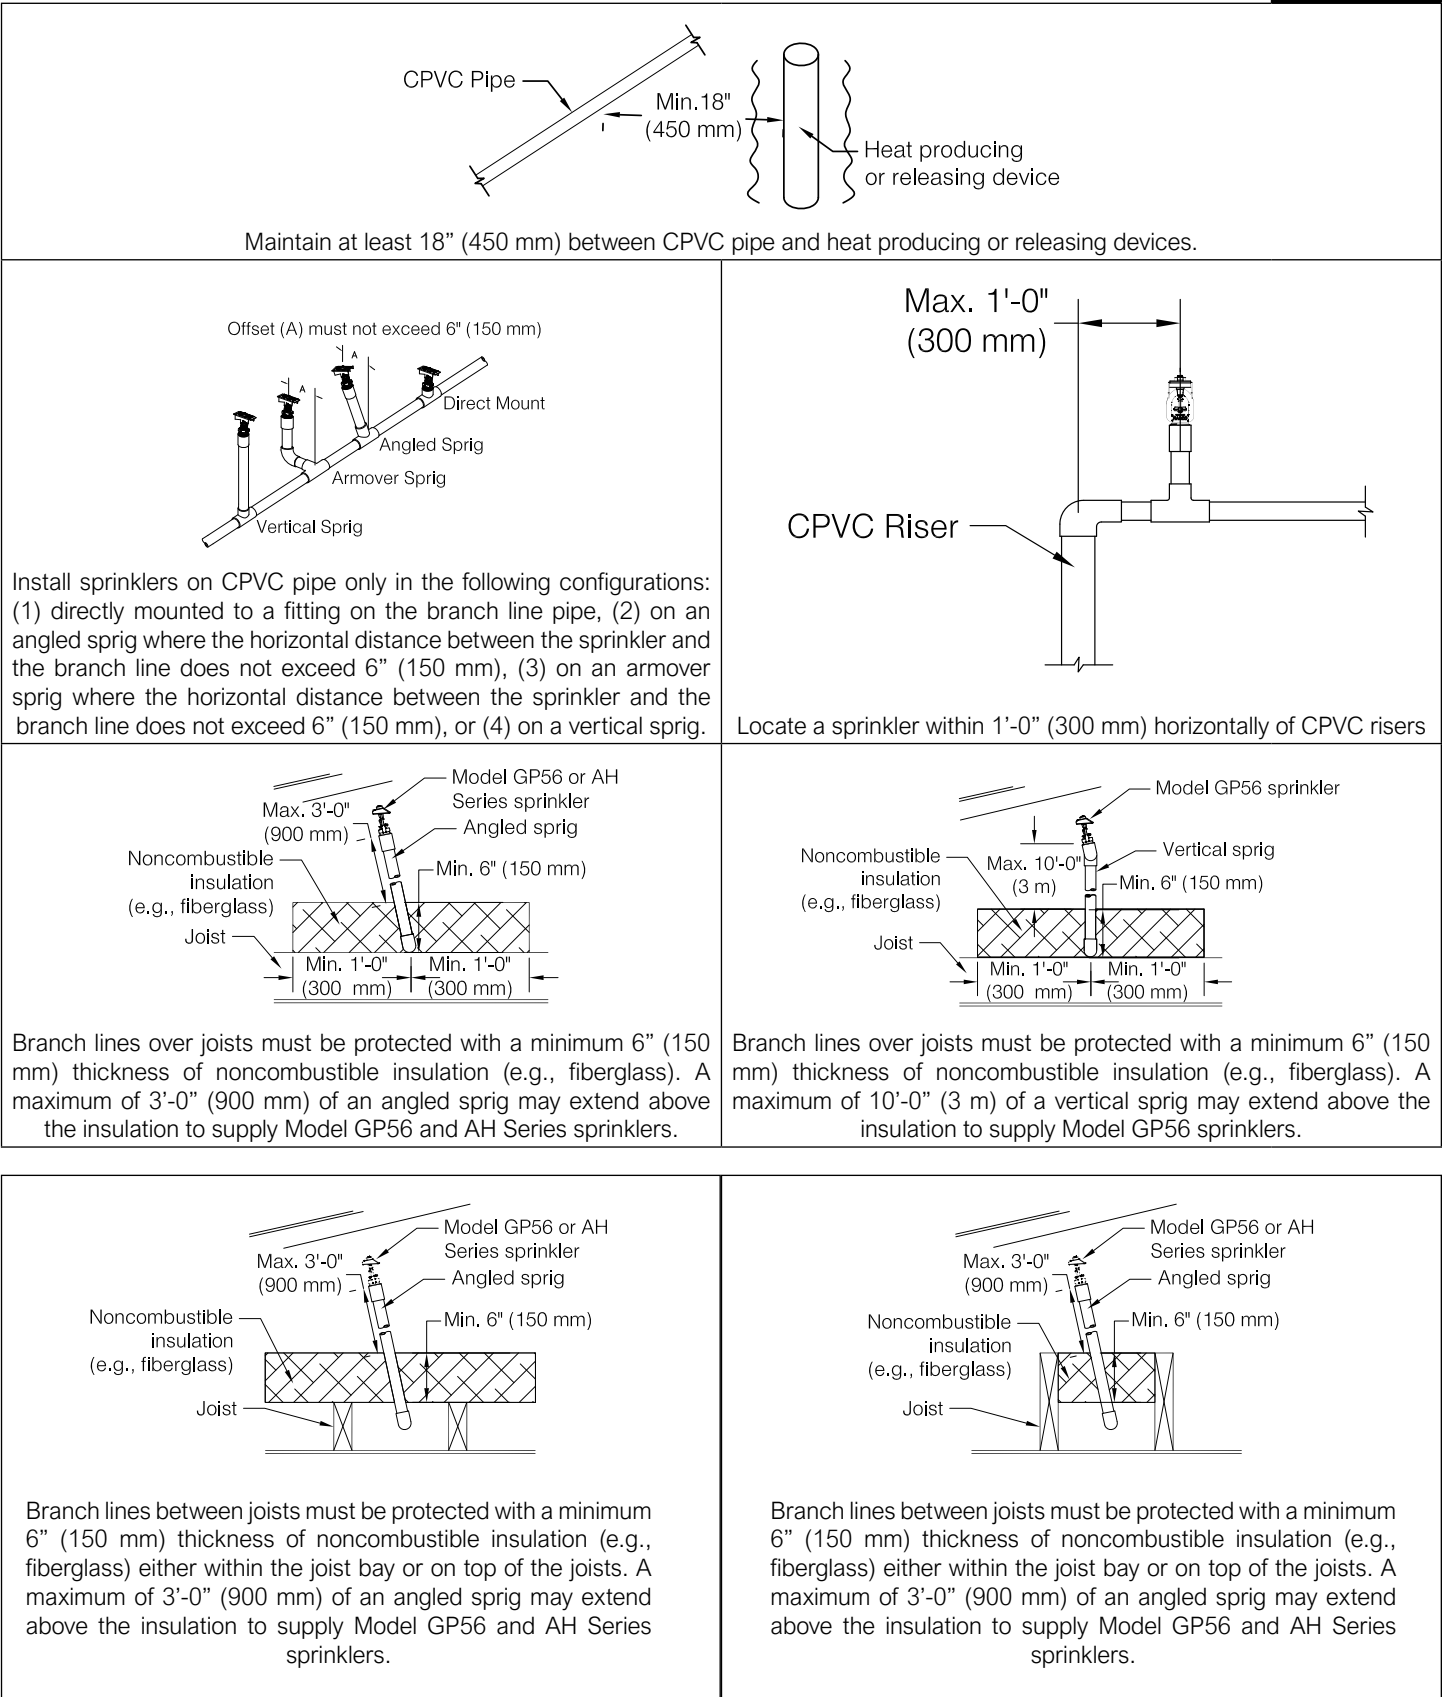 CPVC Pipe
Min.18"
(450 mm)
Heat producing
or releasing device
Maintain at least 18” (450 mm) between CPVC pipe and heat producing or releasing devices.
Offset (A) must not exceed 6" (150 mm)
A
A
Direct Mount
Angled Sprig
Armover Sprig
Vertical Sprig
Install sprinklers on CPVC pipe only in the following configurations:
(1) directly mounted to a fitting on the branch line pipe, (2) on an
angled sprig where the horizontal distance between the sprinkler and
the branch line does not exceed 6” (150 mm), (3) on an armover
sprig where the horizontal distance between the sprinkler and the
branch line does not exceed 6” (150 mm), or (4) on a vertical sprig.
Max. 1'-0"
(300 mm)
CPVC Riser
Locate a sprinkler within 1’-0” (300 mm) horizontally of CPVC risers
Model GP56 or AH
Series sprinkler
Max. 3'-0"
(900 mm)
Angled sprig
Noncombustible
insulation
(e.g., fiberglass)
Min. 6" (150 mm)
Joist
Min. 1'-0"
(300 mm)
Min. 1'-0"
(300 mm)
Branch lines over joists must be protected with a minimum 6” (150
mm) thickness of noncombustible insulation (e.g., fiberglass). A
maximum of 3’-0” (900 mm) of an angled sprig may extend above
the insulation to supply Model GP56 and AH Series sprinklers.
Model GP56 sprinkler
Noncombustible
insulation
(e.g., fiberglass)
Max. 10'-0"
(3 m)
Vertical sprig
Min. 6" (150 mm)
Joist
Min. 1'-0"
(300 mm)
Min. 1'-0"
(300 mm)
Branch lines over joists must be protected with a minimum 6” (150
mm) thickness of noncombustible insulation (e.g., fiberglass). A
maximum of 10’-0” (3 m) of a vertical sprig may extend above the
insulation to supply Model GP56 sprinklers.
Model GP56 or AH
Series sprinkler
Max. 3'-0"
(900 mm)
Angled sprig
Noncombustible
insulation
(e.g., fiberglass)
Min. 6" (150 mm)
Joist
Branch lines between joists must be protected with a minimum
6” (150 mm) thickness of noncombustible insulation (e.g.,
fiberglass) either within the joist bay or on top of the joists. A
maximum of 3’-0” (900 mm) of an angled sprig may extend
above the insulation to supply Model GP56 and AH Series
sprinklers.
Model GP56 or AH
Series sprinkler
Max. 3'-0"
(900 mm)
Angled sprig
Noncombustible
insulation
(e.g., fiberglass)
Min. 6" (150 mm)
Joist
Branch lines between joists must be protected with a minimum
6” (150 mm) thickness of noncombustible insulation (e.g.,
fiberglass) either within the joist bay or on top of the joists. A
maximum of 3’-0” (900 mm) of an angled sprig may extend
above the insulation to supply Model GP56 and AH Series
sprinklers.